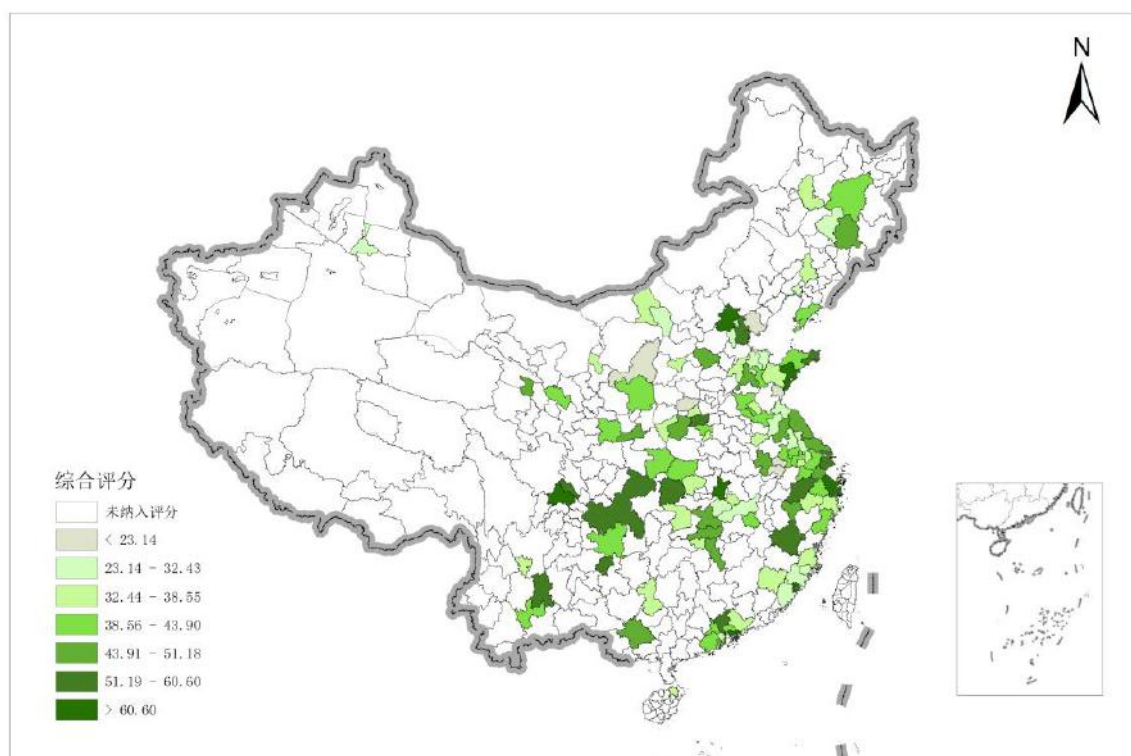 N
综合评分
未纳入评分
< 23.14
23.14 - 32.43
32.44 - 38.55
38.56 - 43.90
43.91 - 51.18
51.19 - 60.60
> 60.60